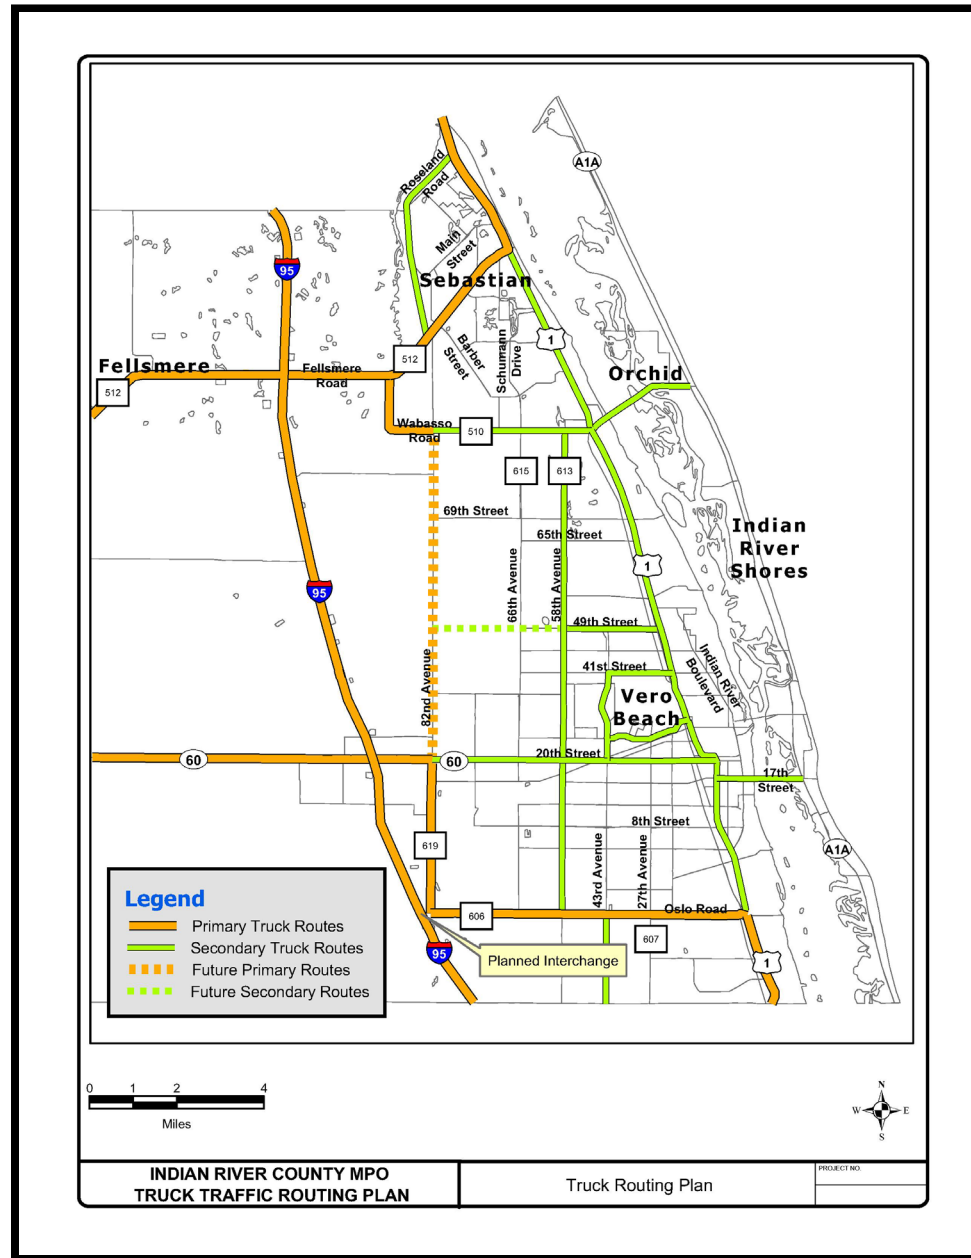 A1A
Roseland
Road
Main
Street
95
Sebastian
1
Barber
Street
Schumann
Drive
512
Fellsmere
Fellsmere
Road
512
Orchid
Wabasso
Road
510
615
613
69th Street
65th Street
Indian
River
Shores
1
95
66th Avenue
58th Avenue
49th Street
41st Street
Indian River
Boulevard
82nd Avenue
Vero
Beach
60
60
20th Street
17th
Street
8th Street
619
43rd Avenue
27th Avenue
A1A
606
Oslo Road
607
95
1
Planned Interchange
Legend
Primary Truck Routes
Secondary Truck Routes
Future Primary Routes
Future Secondary Routes
0 1 2 4
Miles
N
W E
S
INDIAN RIVER COUNTY MPO
TRUCK TRAFFIC ROUTING PLAN
Truck Routing Plan
PROJECT NO.